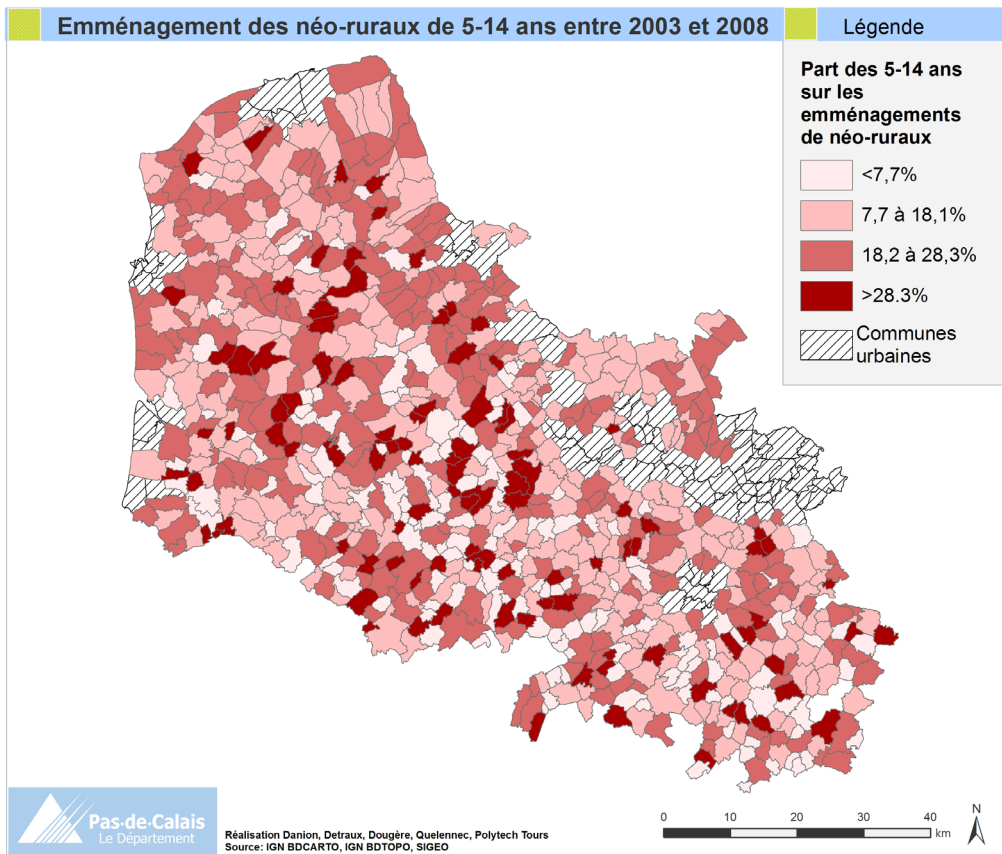 Emménagement des néo-ruraux de 5-14 ans entre 2003 et 2008
Légende
Part des 5-14 ans
sur les
emménagements
de néo-ruraux
<7,7%
7,7 à 18,1%
18,2 à 28,3%
>28.3%
Communes
urbaines
Pas-de-Calais
Le Département
Réalisation Danion, Detraux, Dougère, Quelennec, Polytech Tours
Source: IGN BDCARTO, IGN BDTOPO, SIGEO
0 10 20 30 40
km
N